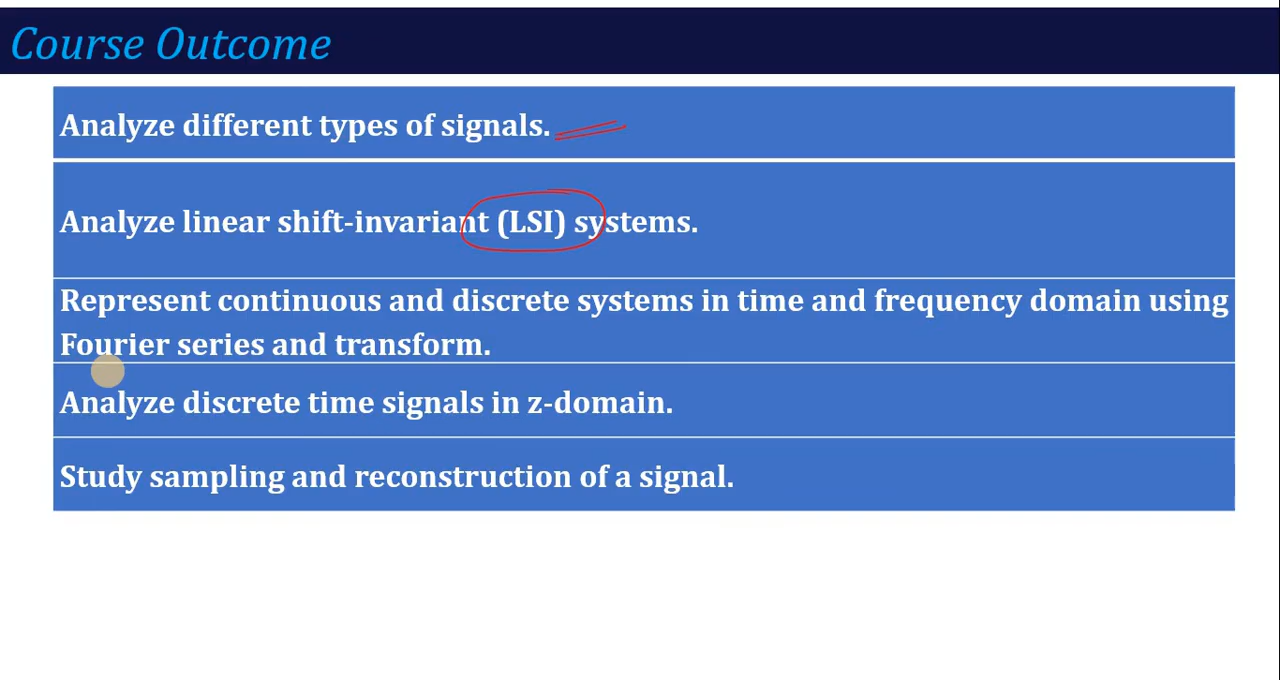 Course Outcome
Analyze different types of signals.
Analyze linear shift-invariant (LSI) systems.
Represent continuous and discrete systems in time and frequency domain using
Fourier series and transform.
Analyze discrete time signals in z-domain.
Study sampling and reconstruction of a signal.